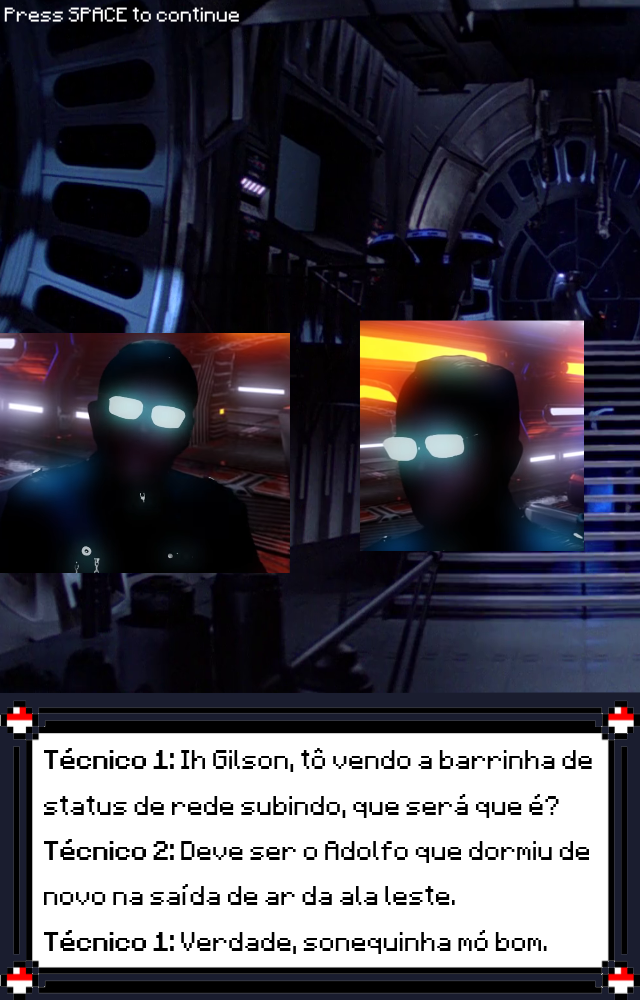 Press SPACE to continue
Técnico 1: Ih Gilson, tô vendo a barrinha de
status de rede subindo, que será que é?
Técnico 2: Deve ser o Adolfo que dormiu de
novo na saída de ar da ala leste.
Técnico 1: Verdade, sonequinha mó bom.